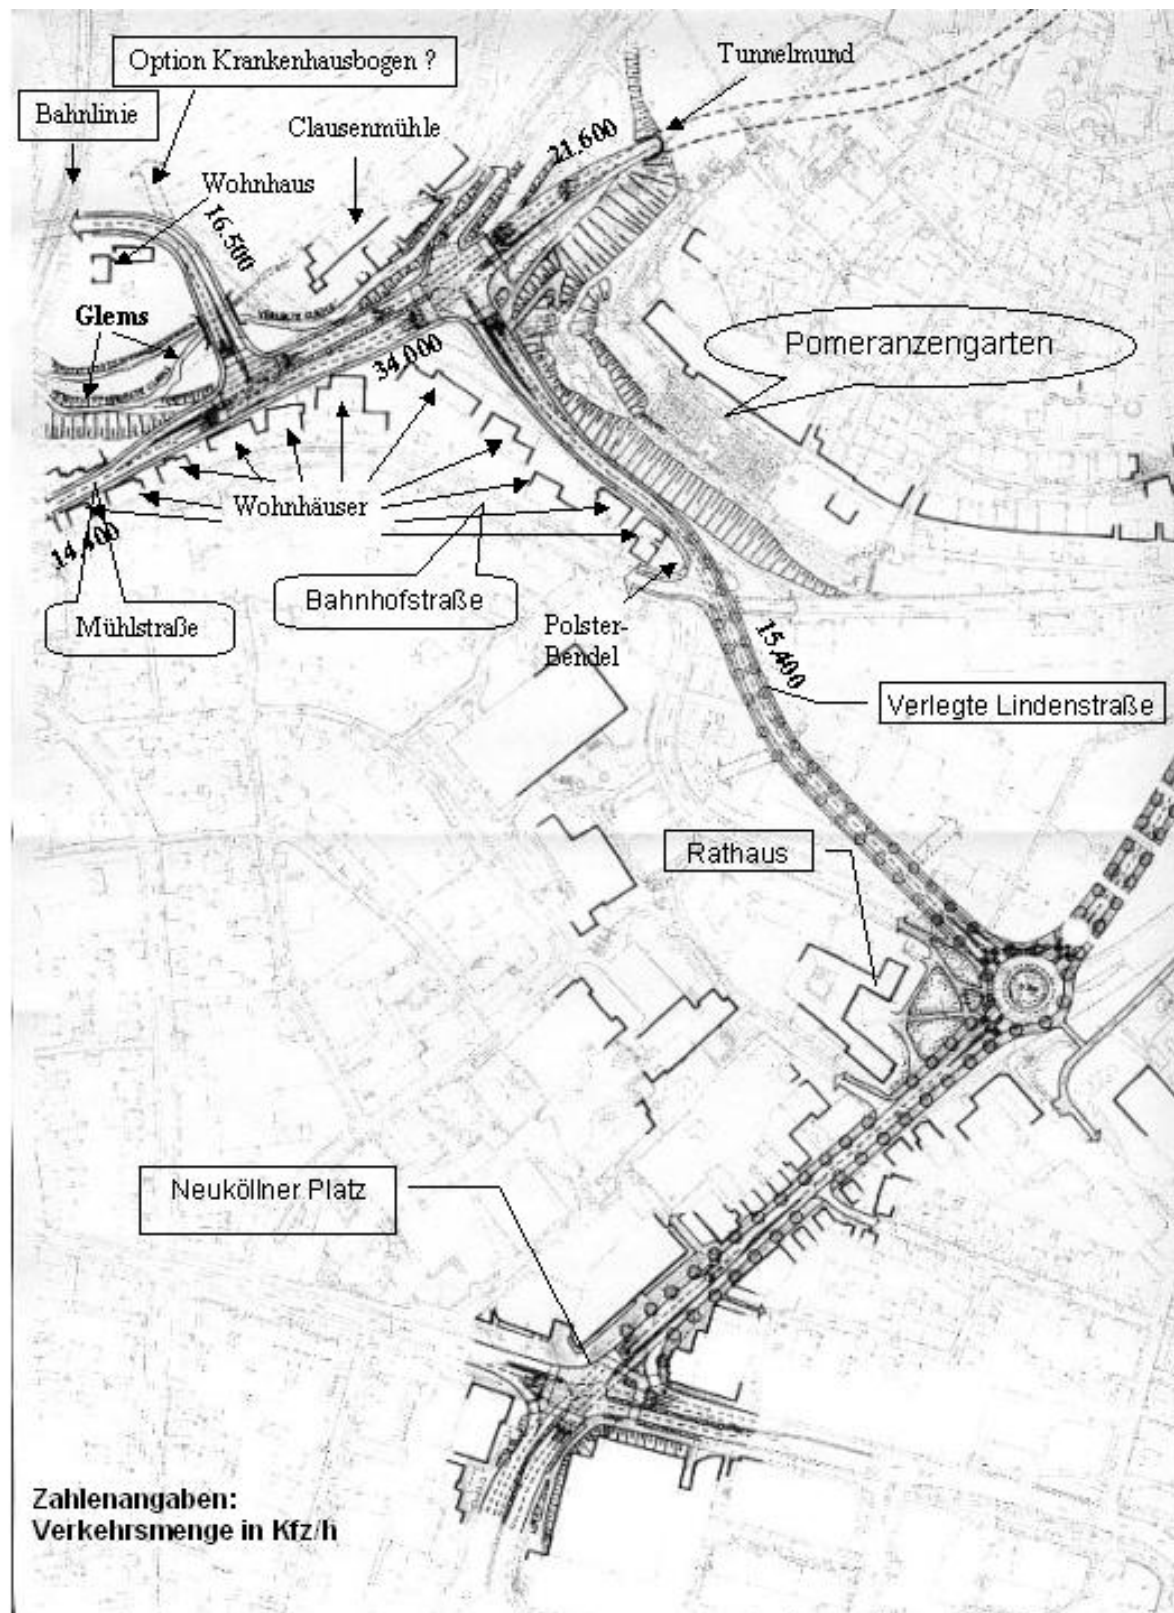 Option Krankenhausbogen ?
Tunnelmund
Bahnlinie
Clausenmühle
21.600
Wohnhaus
16.500
Glems
34.000
Pomeranzengarten
Wohnhäuser
14.400
Bahnhofstraße
Mühlstraße
Polster-
Bendel
15.400
Verlegte Lindenstraße
Rathaus
Neuköllner Platz
Zahlenangaben:
Verkehrsmenge in Kfz/h